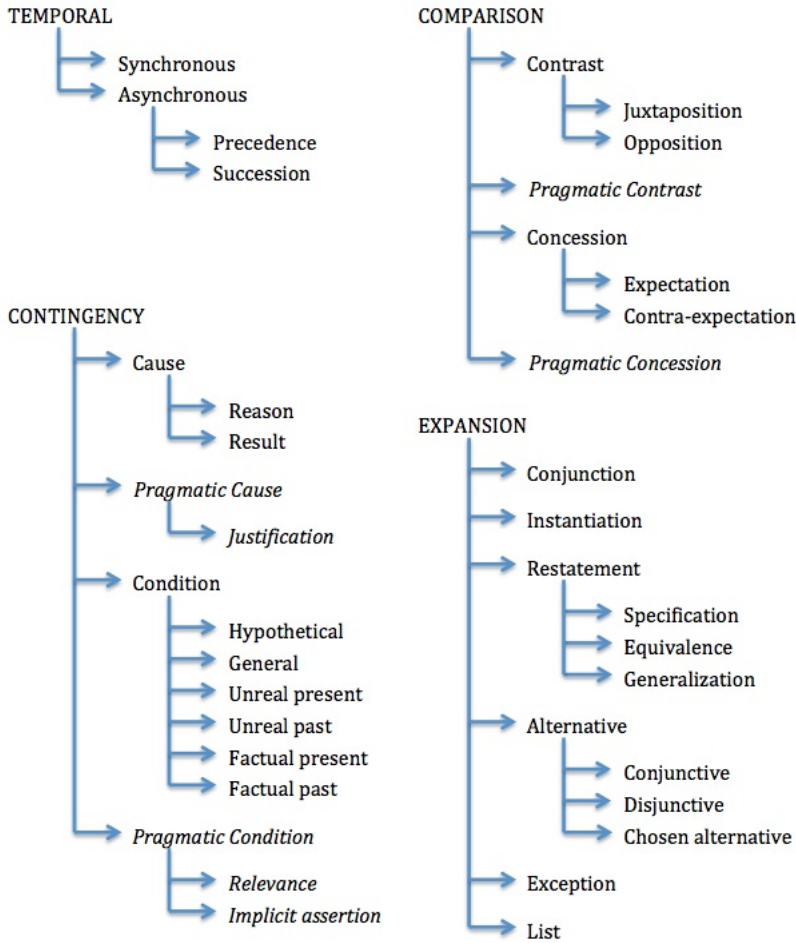 TEMPORAL
Synchronous
Asynchronous
Precedence
Succession
CONTINGENCY
Cause
Reason
Result
Pragmatic Cause
Justification
Condition
Hypothetical
General
Unreal present
Unreal past
Factual present
Factual past
Pragmatic Condition
Relevance
Implicit assertion
COMPARISON
Contrast
Juxtaposition
Opposition
Pragmatic Contrast
Concession
Expectation
Contra-expectation
Pragmatic Concession
EXPANSION
Conjunction
Instantiation
Restatement
Specification
Equivalence
Generalization
Alternative
Conjunctive
Disjunctive
Chosen alternative
Exception
List